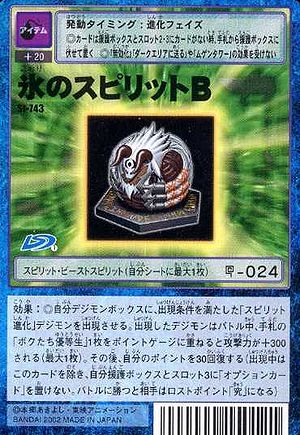 アイテム
+20
発動タイミング：進化フェイズ
◎カードは援護ボックスとスロット2・3にカードがない時、手札から援護ボックスに
伏せて置く ◎「無効化」「ダークエリアに送る」や「ムゲンタワー」の効果を受けない
氷のスピリットB
St-743
スピリット・ビーストスピリット（自分シートに最大1枚）
-024
効果：◎自分デジモンボックスに、出現条件を満たした「スピリット
進化」デジモンを出現させる。出現したデジモンはバトル中、手札の
「ボクたち優等生」1枚をポイントゲージに重ねると攻撃力が+300
される（最大1枚）。その後、自分のポイントを30回復する（出現中は
このカードを除き、自分援護ボックスとスロット3に「オプションカー
ド」を置けない。バトルに勝つと相手はロストポイント「究」になる）
©本郷あきよし・東映アニメーション
BANDAI 2002 MADE IN JAPAN